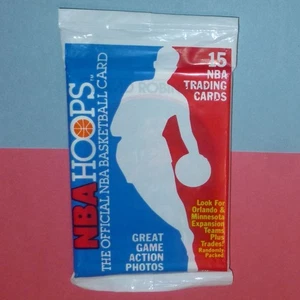 NBA HOOPS™
THE OFFICIAL NBA BASKETBALL CARD
15
NBA
TRADING
CARDS
GREAT
GAME
ACTION
PHOTOS
Look For
Orlando &
Minnesota
Expansion
Teams
Plus
Trades!
Randomly
Packed.